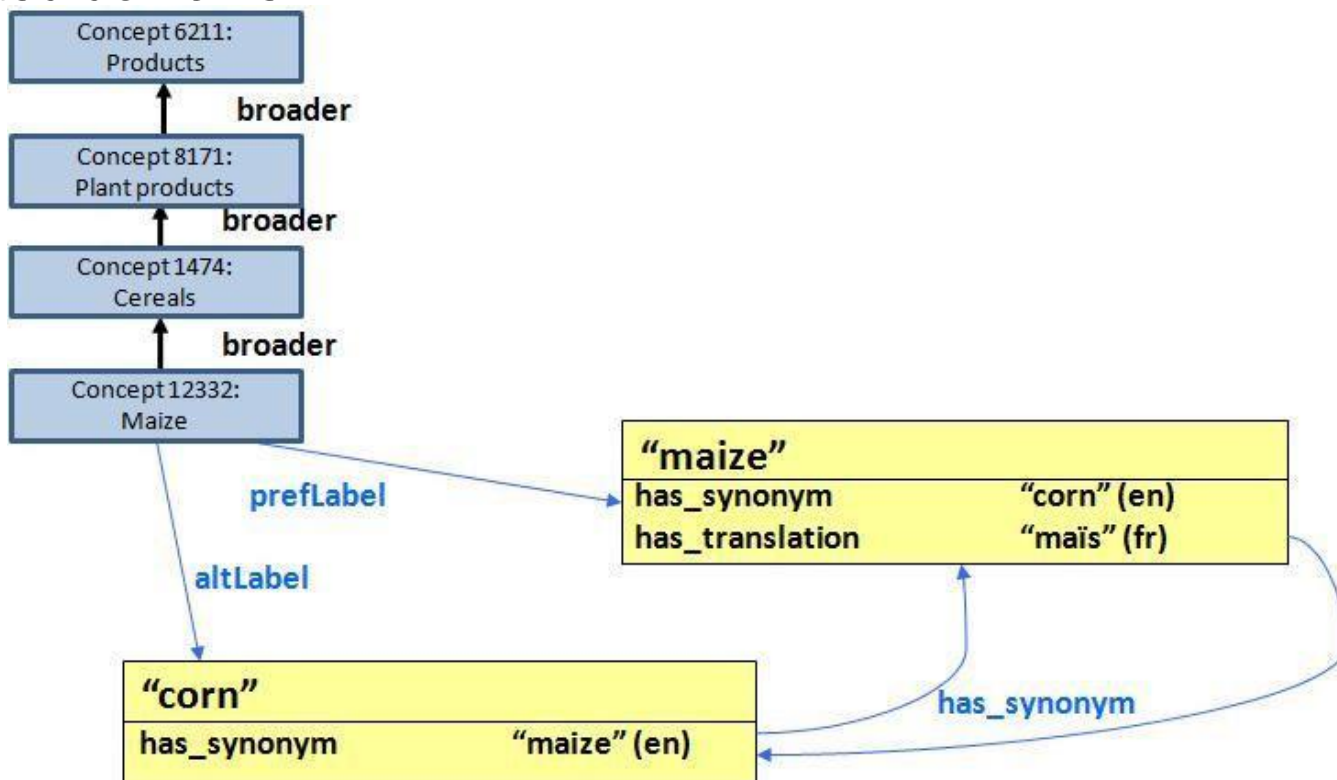 Concept 6211:
Products
broader
Concept 8171:
Plant products
broader
Concept 1474:
Cereals
broader
Concept 12332:
Maize
prefLabel
altLabel
“maize”
has_synonym “corn” (en)
has_translation “maïs” (fr)
“corn”
has_synonym “maize” (en)
has_synonym